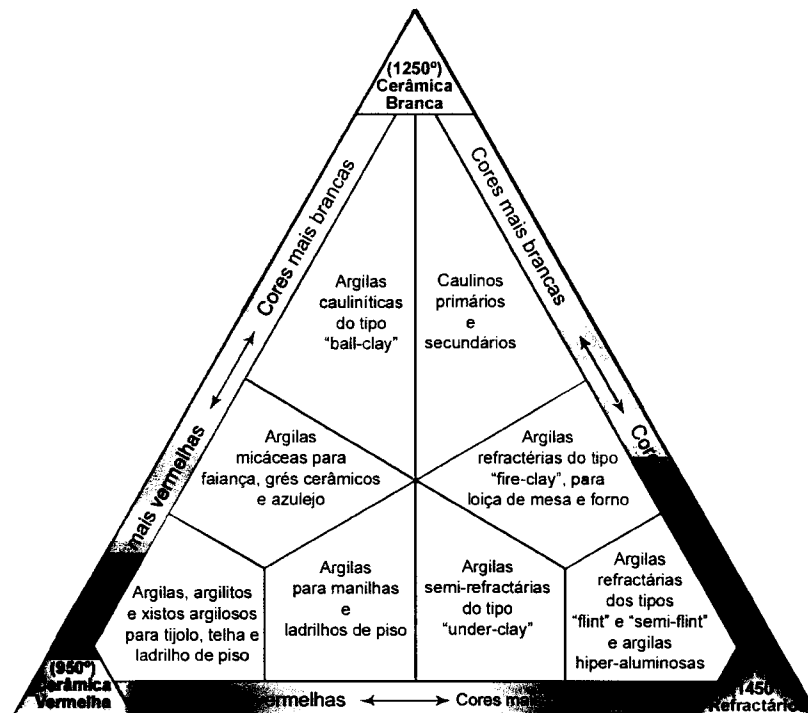 (1250º)
Cerâmica
Branca
Cores mais brancas
Cores mais brancas
Argilas
cauliníticas
do tipo
“ball-clay”
Caulinos
primários
e
secundários
mais vermelhas
Cor
Argilas
micáceas para
faiança, grés cerâmicos
e azulejo
Argilas
refractérias do tipo
“fire-clay”, para
loiça de mesa e forno
Argilas, argilitos
e xistos argilosos
para tijolo, telha e
ladrilho de piso
Argilas
para manilhas
e
ladrilhos de piso
Argilas
semi-refractárias
do tipo
“under-clay”
Argilas
refractárias
dos tipos
“flint” e “semi-flint”
e argilas
hiper-aluminosas
(950º)
Cerâmica
Vermelha
vermelhas
Cores mai
1450
Refractários